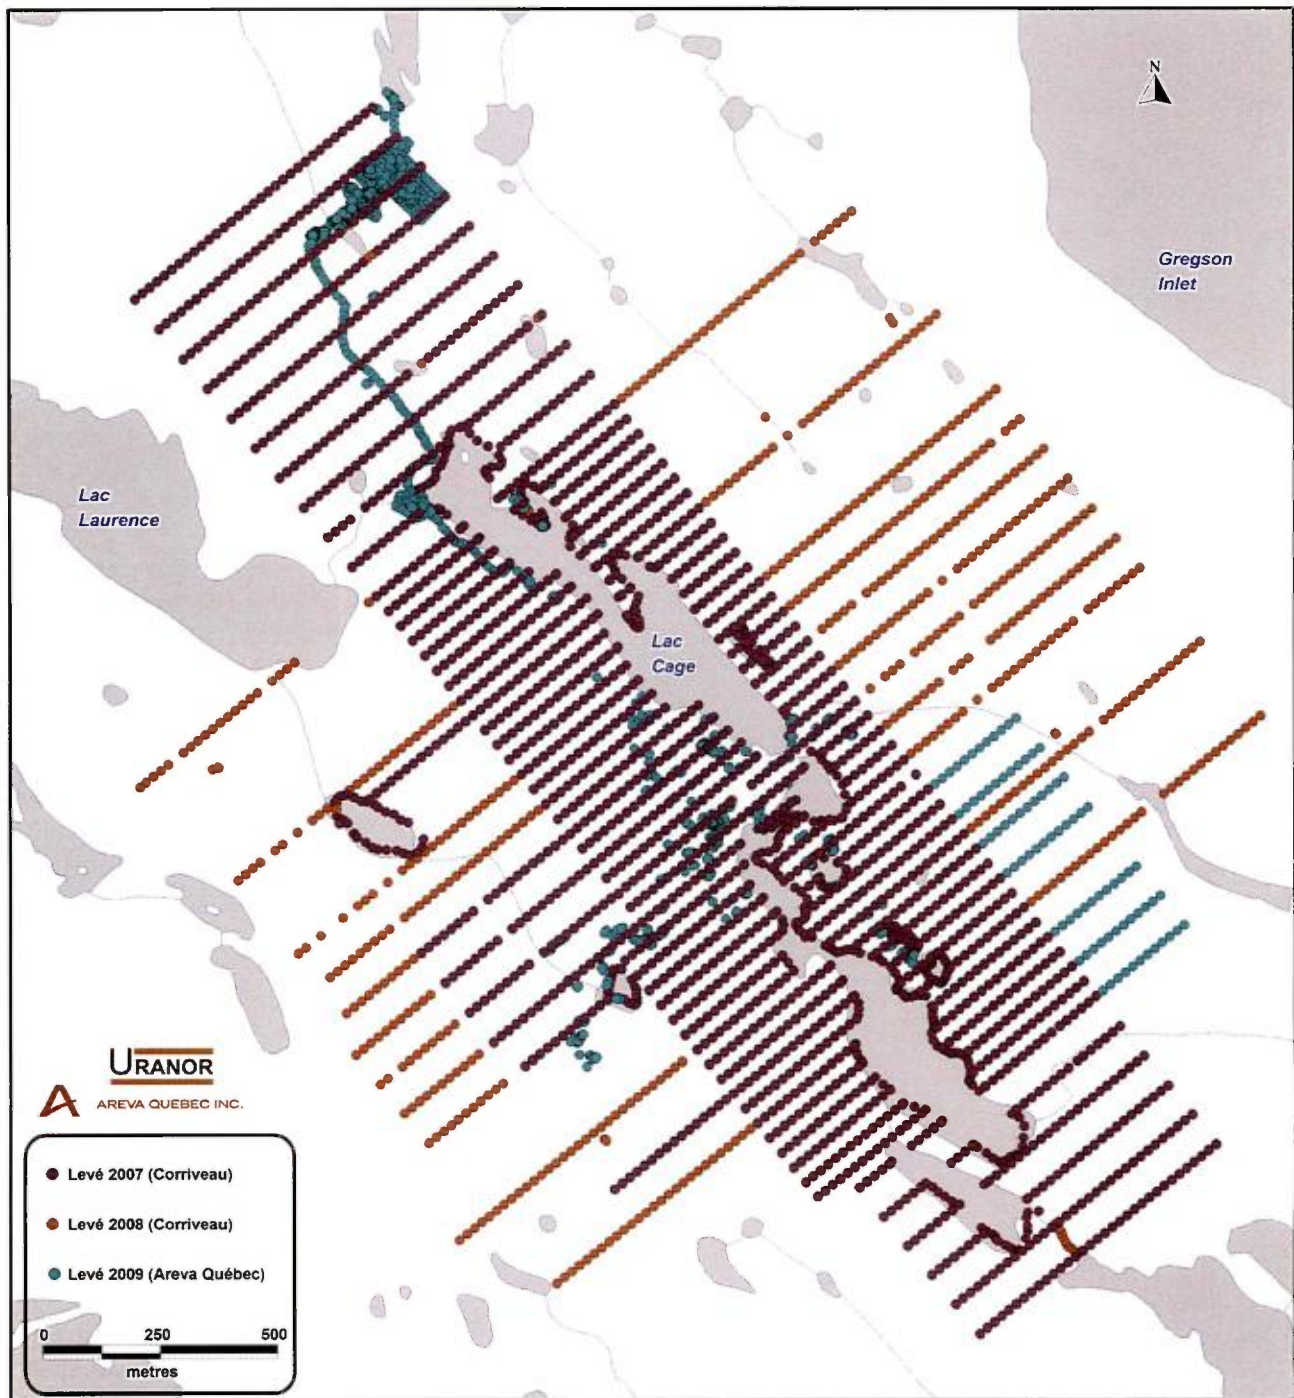 N
Gregson
Inlet
Lac
Laurence
Lac
Cage
URANOR
AREVA QUEBEC INC.
Levé 2007 (Corriveau)
Levé 2008 (Corriveau)
Levé 2009 (Areva Québec)
0 250 500
metres